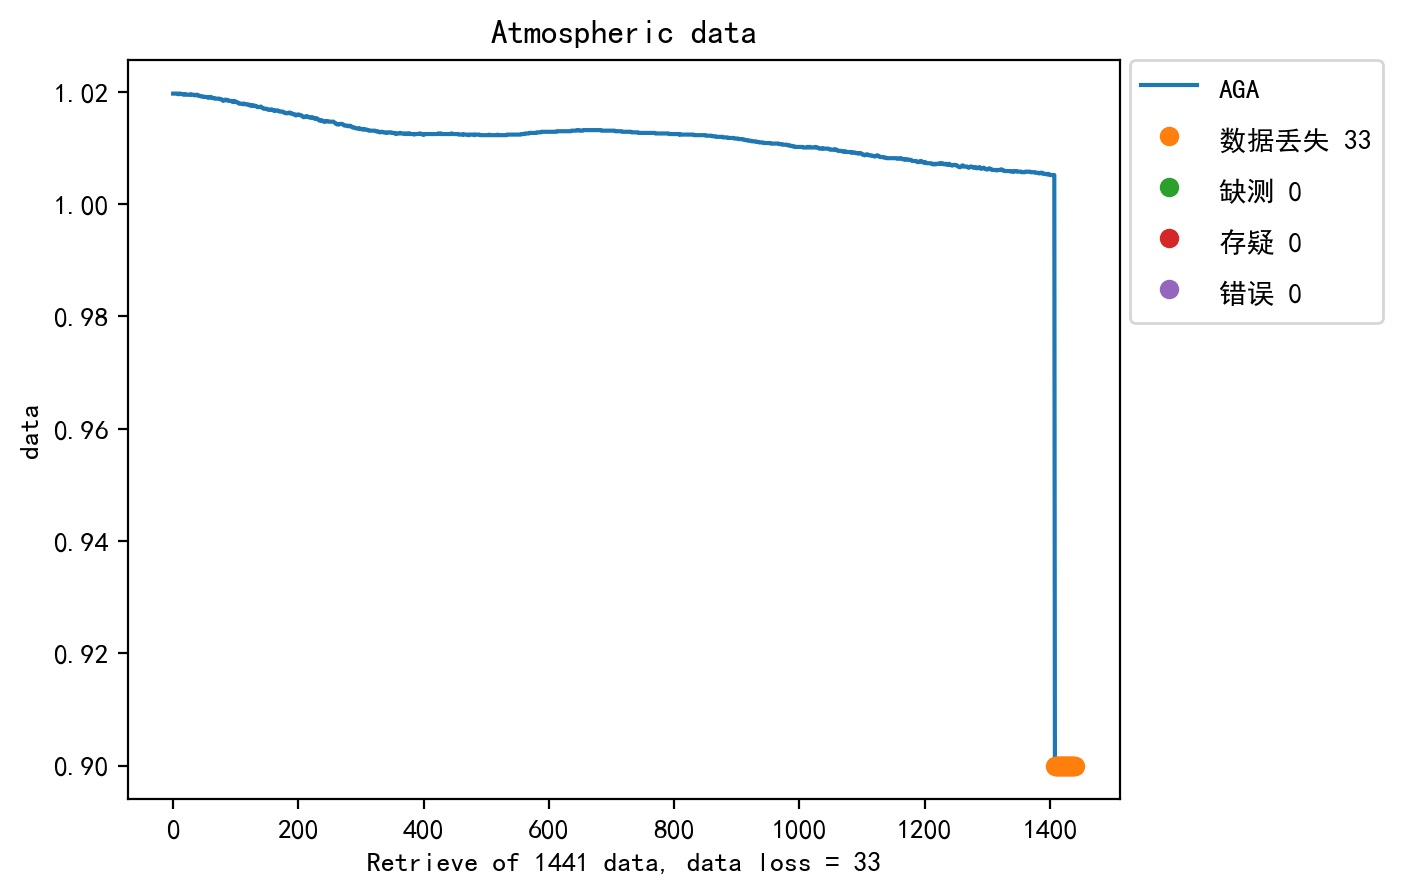 Atmospheric data
1.02
1.00
0.98
0.96
0.94
0.92
0.90
data
0
200
400
600
800
1000
1200
1400
Retrieve of 1441 data, data loss = 33
AGA
数据丢失 33
缺测 0
存疑 0
错误 0